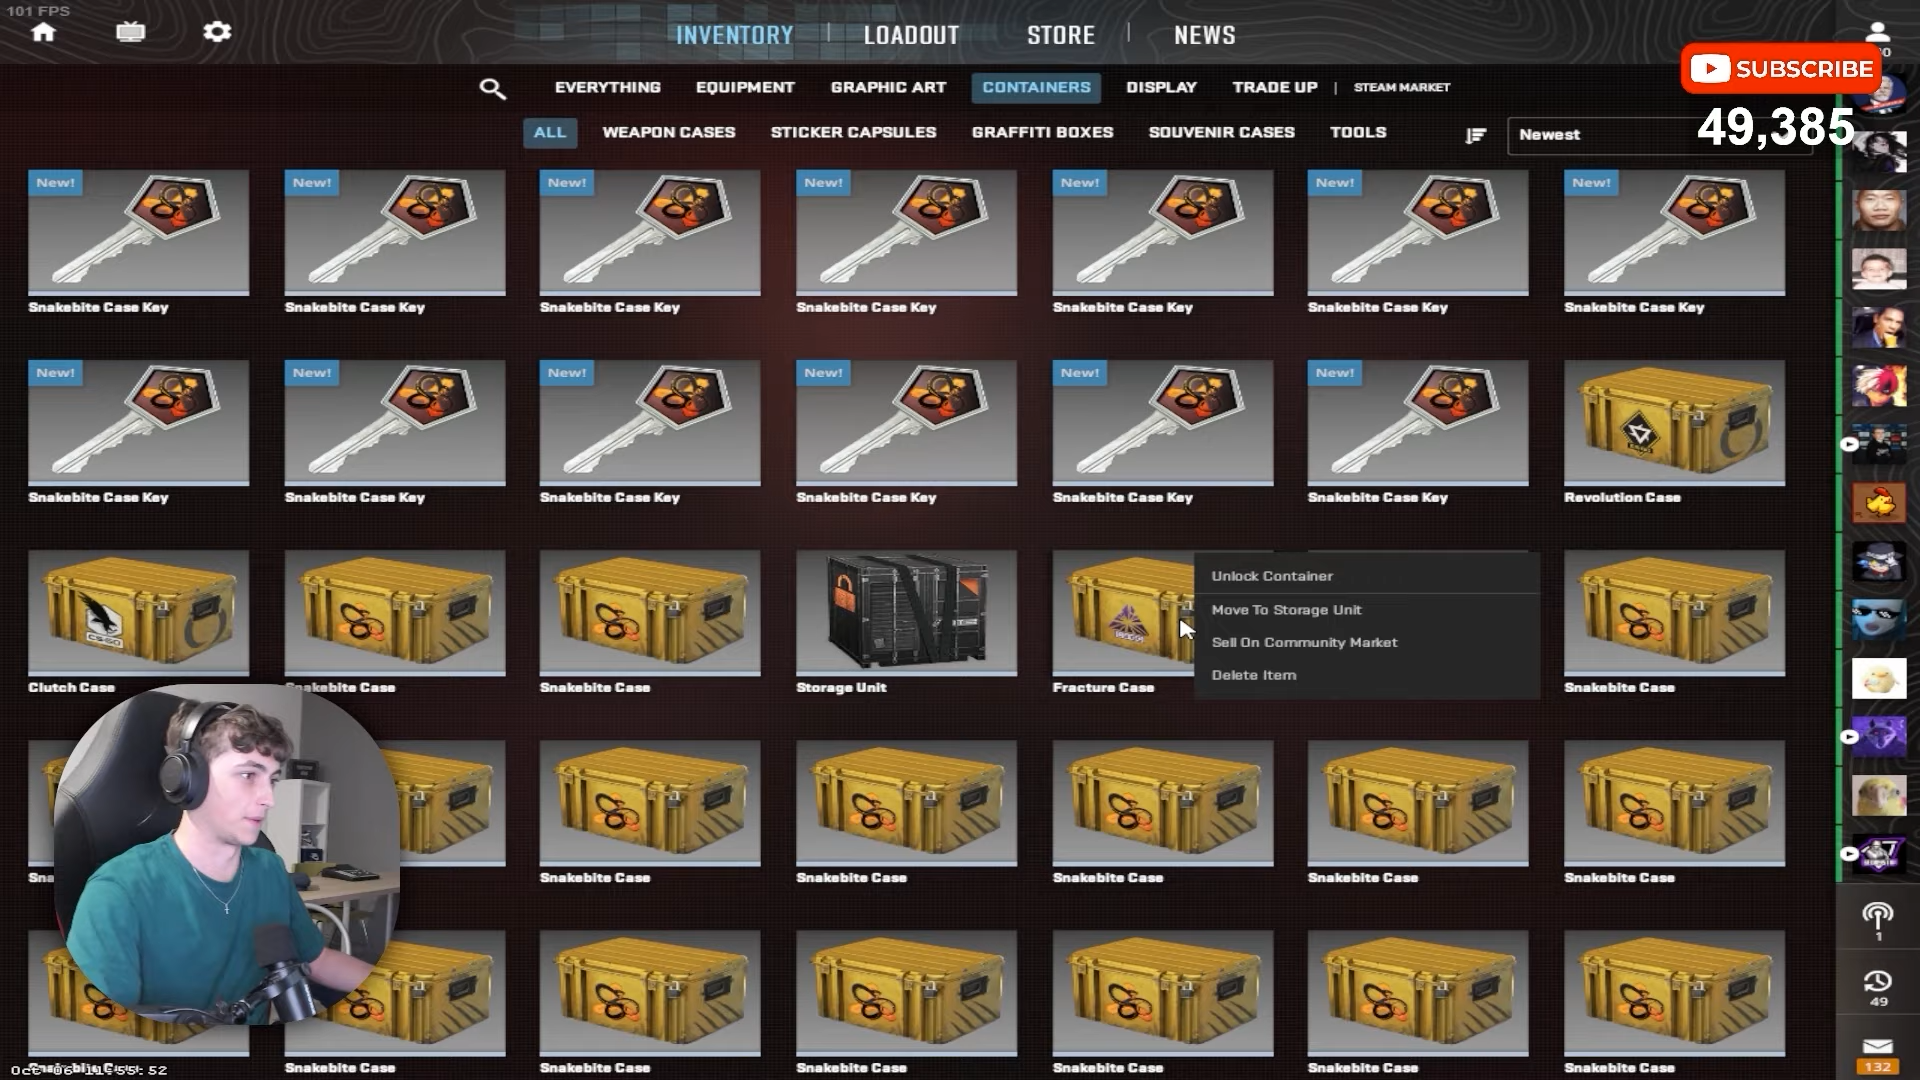 101 FPS
INVENTORY
LOADOUT
STORE
NEWS
SUBSCRIBE
49,385
EVERYTHING
EQUIPMENT
GRAPHIC ART
CONTAINERS
DISPLAY
TRADE UP
STEAM MARKET
ALL
WEAPON CASES
STICKER CAPSULES
GRAFFITI BOXES
SOUVENIR CASES
TOOLS
Newest
New!
New!
New!
New!
New!
New!
New!
Snakebite Case Key
Snakebite Case Key
Snakebite Case Key
Snakebite Case Key
Snakebite Case Key
Snakebite Case Key
Snakebite Case Key
New!
New!
New!
New!
New!
New!
Snakebite Case Key
Snakebite Case Key
Snakebite Case Key
Snakebite Case Key
Snakebite Case Key
Snakebite Case Key
Revolution Case
Unlock Container
Move To Storage Unit
Sell On Community Market
Delete Item
Clutch Case
Snakebite Case
Snakebite Case
Storage Unit
Fracture Case
Snakebite Case
Sna
Snakebite Case
Snakebite Case
Snakebite Case
Snakebite Case
Snakebite Case
1
49
132
Snakebite Case
Snakebite Case
Snakebite Case
Snakebite Case
Snakebite Case
Snakebite Case